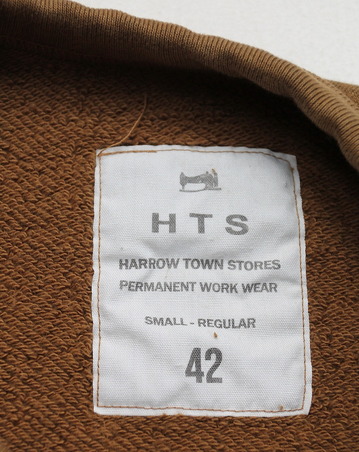 HTS
HARROW TOWN STORES
PERMANENT WORK WEAR
SMALL - REGULAR
42